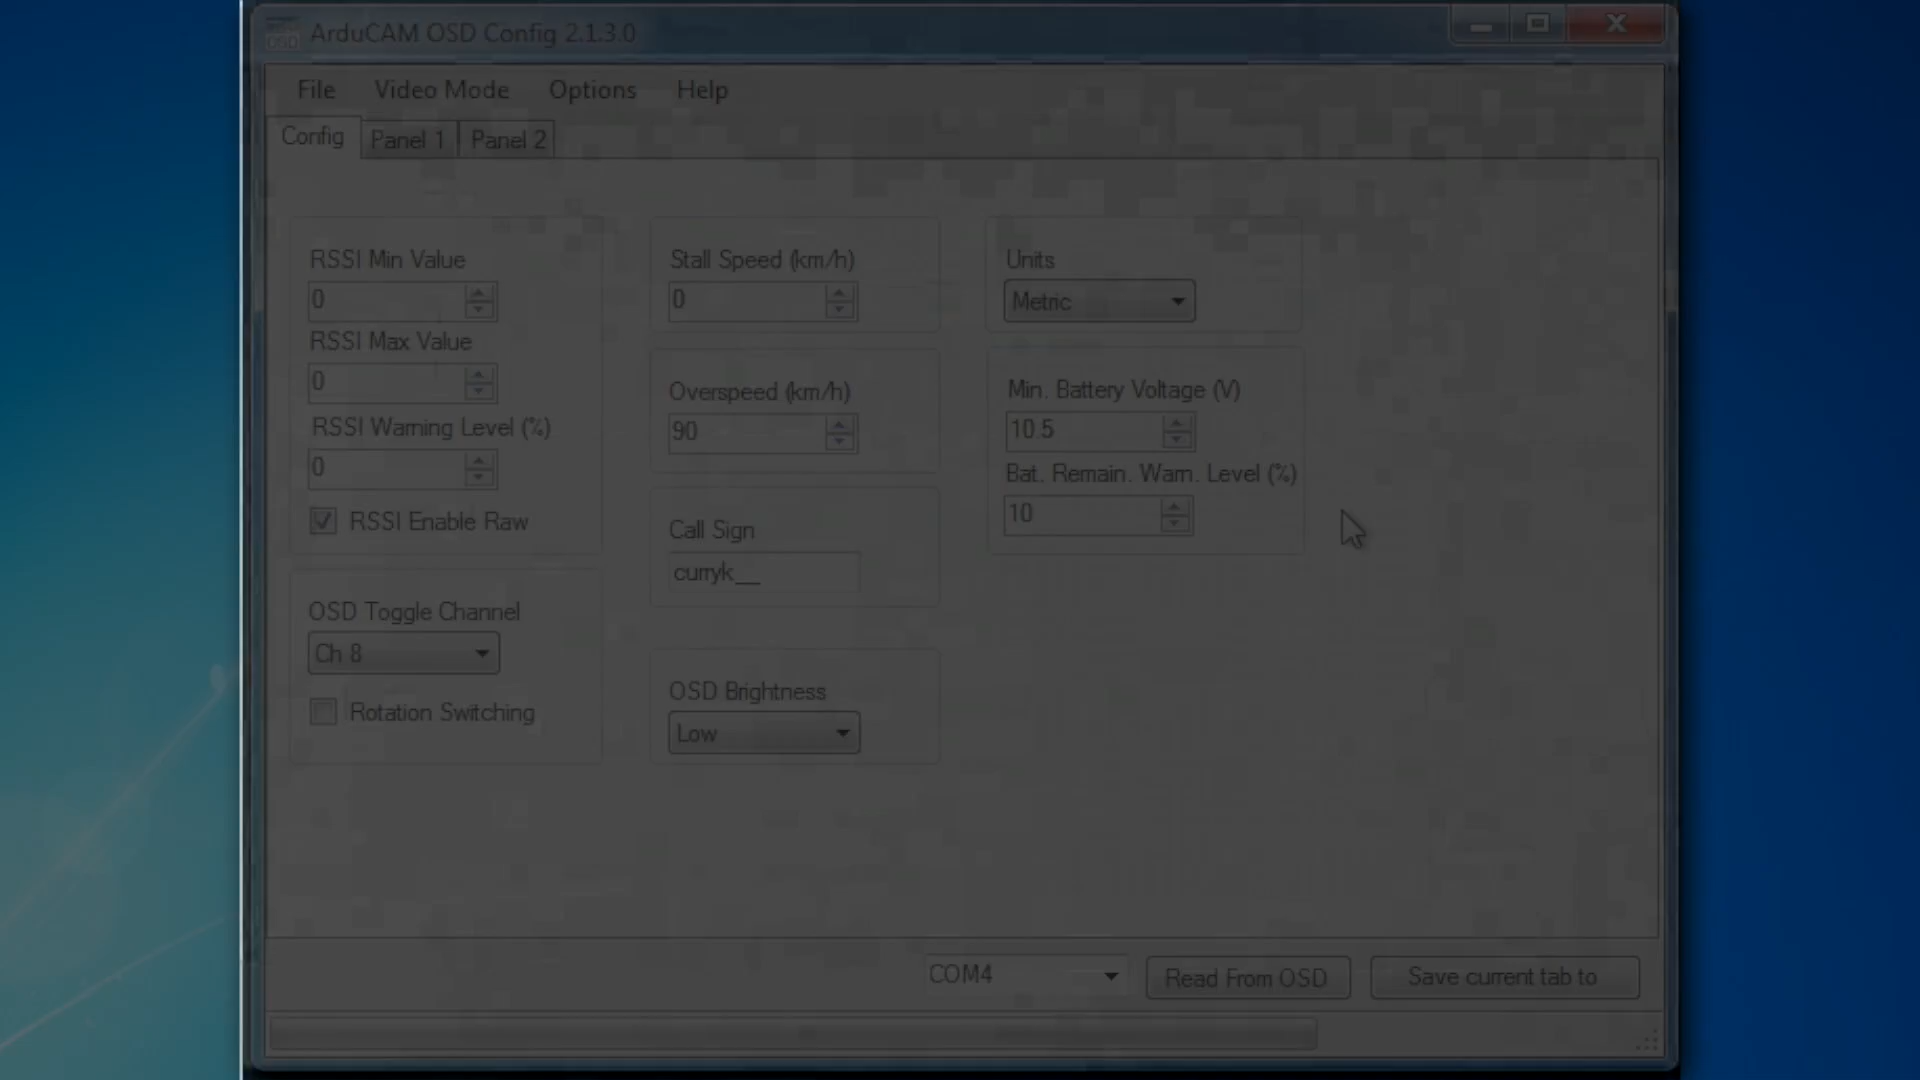 OSD
ArduCAM OSD Config 2.1.3.0
File Video Mode Options Help
Config Panel 1 Panel 2
RSSI Min Value
0
RSSI Max Value
0
RSSI Warning Level (%)
0
RSSI Enable Raw
OSD Toggle Channel
Ch 8
Rotation Switching
Stall Speed (km/h)
0
Overspeed (km/h)
90
Call Sign
curryk__
OSD Brightness
Low
Units
Metric
Min. Battery Voltage (V)
10.5
Bat. Remain. Warn. Level (%)
10
COM4 Read From OSD Save current tab to